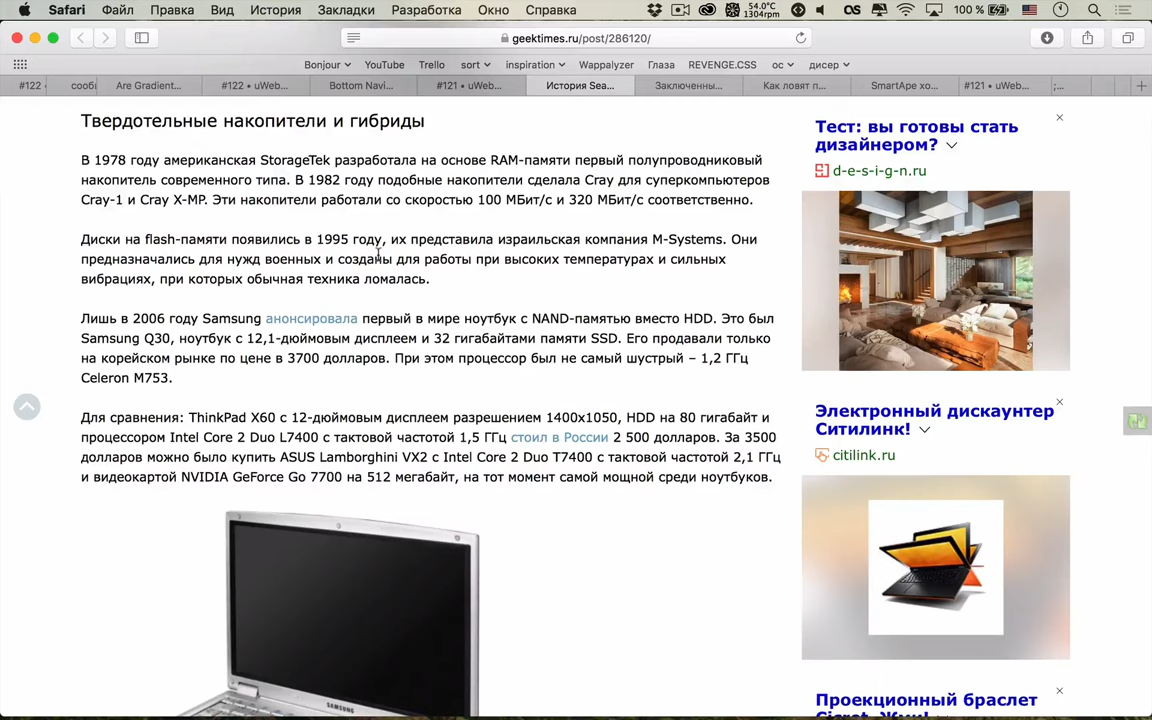 Safari Файл Правка Вид История Закладки Разработка Окно Справка 54.0°C 1304rpm 100 %
geektimes.ru/post/286120/
Bonjour YouTube Trello sort inspiration Wappalyzer Глаза REVENGE.CSS ос дисер
#122 сооб Are Gradient... #122 • uWeb... Bottom Navi... #121 • uWeb... История Sea... Заключенны... Как ловят п... SmartApe хо... #121 • uWeb...
Твердотельные накопители и гибриды
В 1978 году американская StorageTek разработала на основе RAM-памяти первый полупроводниковый
накопитель современного типа. В 1982 году подобные накопители сделала Cray для суперкомпьютеров
Cray-1 и Cray X-MP. Эти накопители работали со скоростью 100 МБит/с и 320 МБит/с соответственно.
Диски на flash-памяти появились в 1995 году, их представила израильская компания M-Systems. Они
предназначались для нужд военных и созданы для работы при высоких температурах и сильных
вибрациях, при которых обычная техника ломалась.
Лишь в 2006 году Samsung анонсировала первый в мире ноутбук с NAND-памятью вместо HDD. Это был
Samsung Q30, ноутбук с 12,1-дюймовым дисплеем и 32 гигабайтами памяти SSD. Его продавали только
на корейском рынке по цене в 3700 долларов. При этом процессор был не самый шустрый – 1,2 ГГц
Celeron M753.
Для сравнения: ThinkPad X60 с 12-дюймовым дисплеем разрешением 1400x1050, HDD на 80 гигабайт и
процессором Intel Core 2 Duo L7400 с тактовой частотой 1,5 ГГц стоил в России 2 500 долларов. За 3500
долларов можно было купить ASUS Lamborghini VX2 с Intel Core 2 Duo T7400 с тактовой частотой 2,1 ГГц
и видеокартой NVIDIA GeForce Go 7700 на 512 мегабайт, на тот момент самой мощной среди ноутбуков.
SAMSUNG
Тест: вы готовы стать
дизайнером?
d-e-s-i-g-n.ru
Электронный дискаунтер
Ситилинк!
citilink.ru
Проекционный браслет